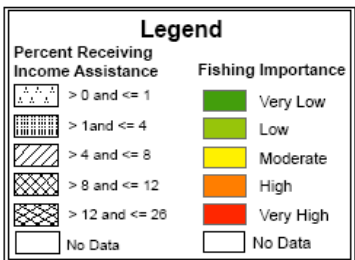 Legend
Percent Receiving
Income Assistance
> 0 and <= 1
> 1and <= 4
> 4 and <= 8
> 8 and <= 12
> 12 and <= 26
No Data
Fishing Importance
Very Low
Low
Moderate
High
Very High
No Data